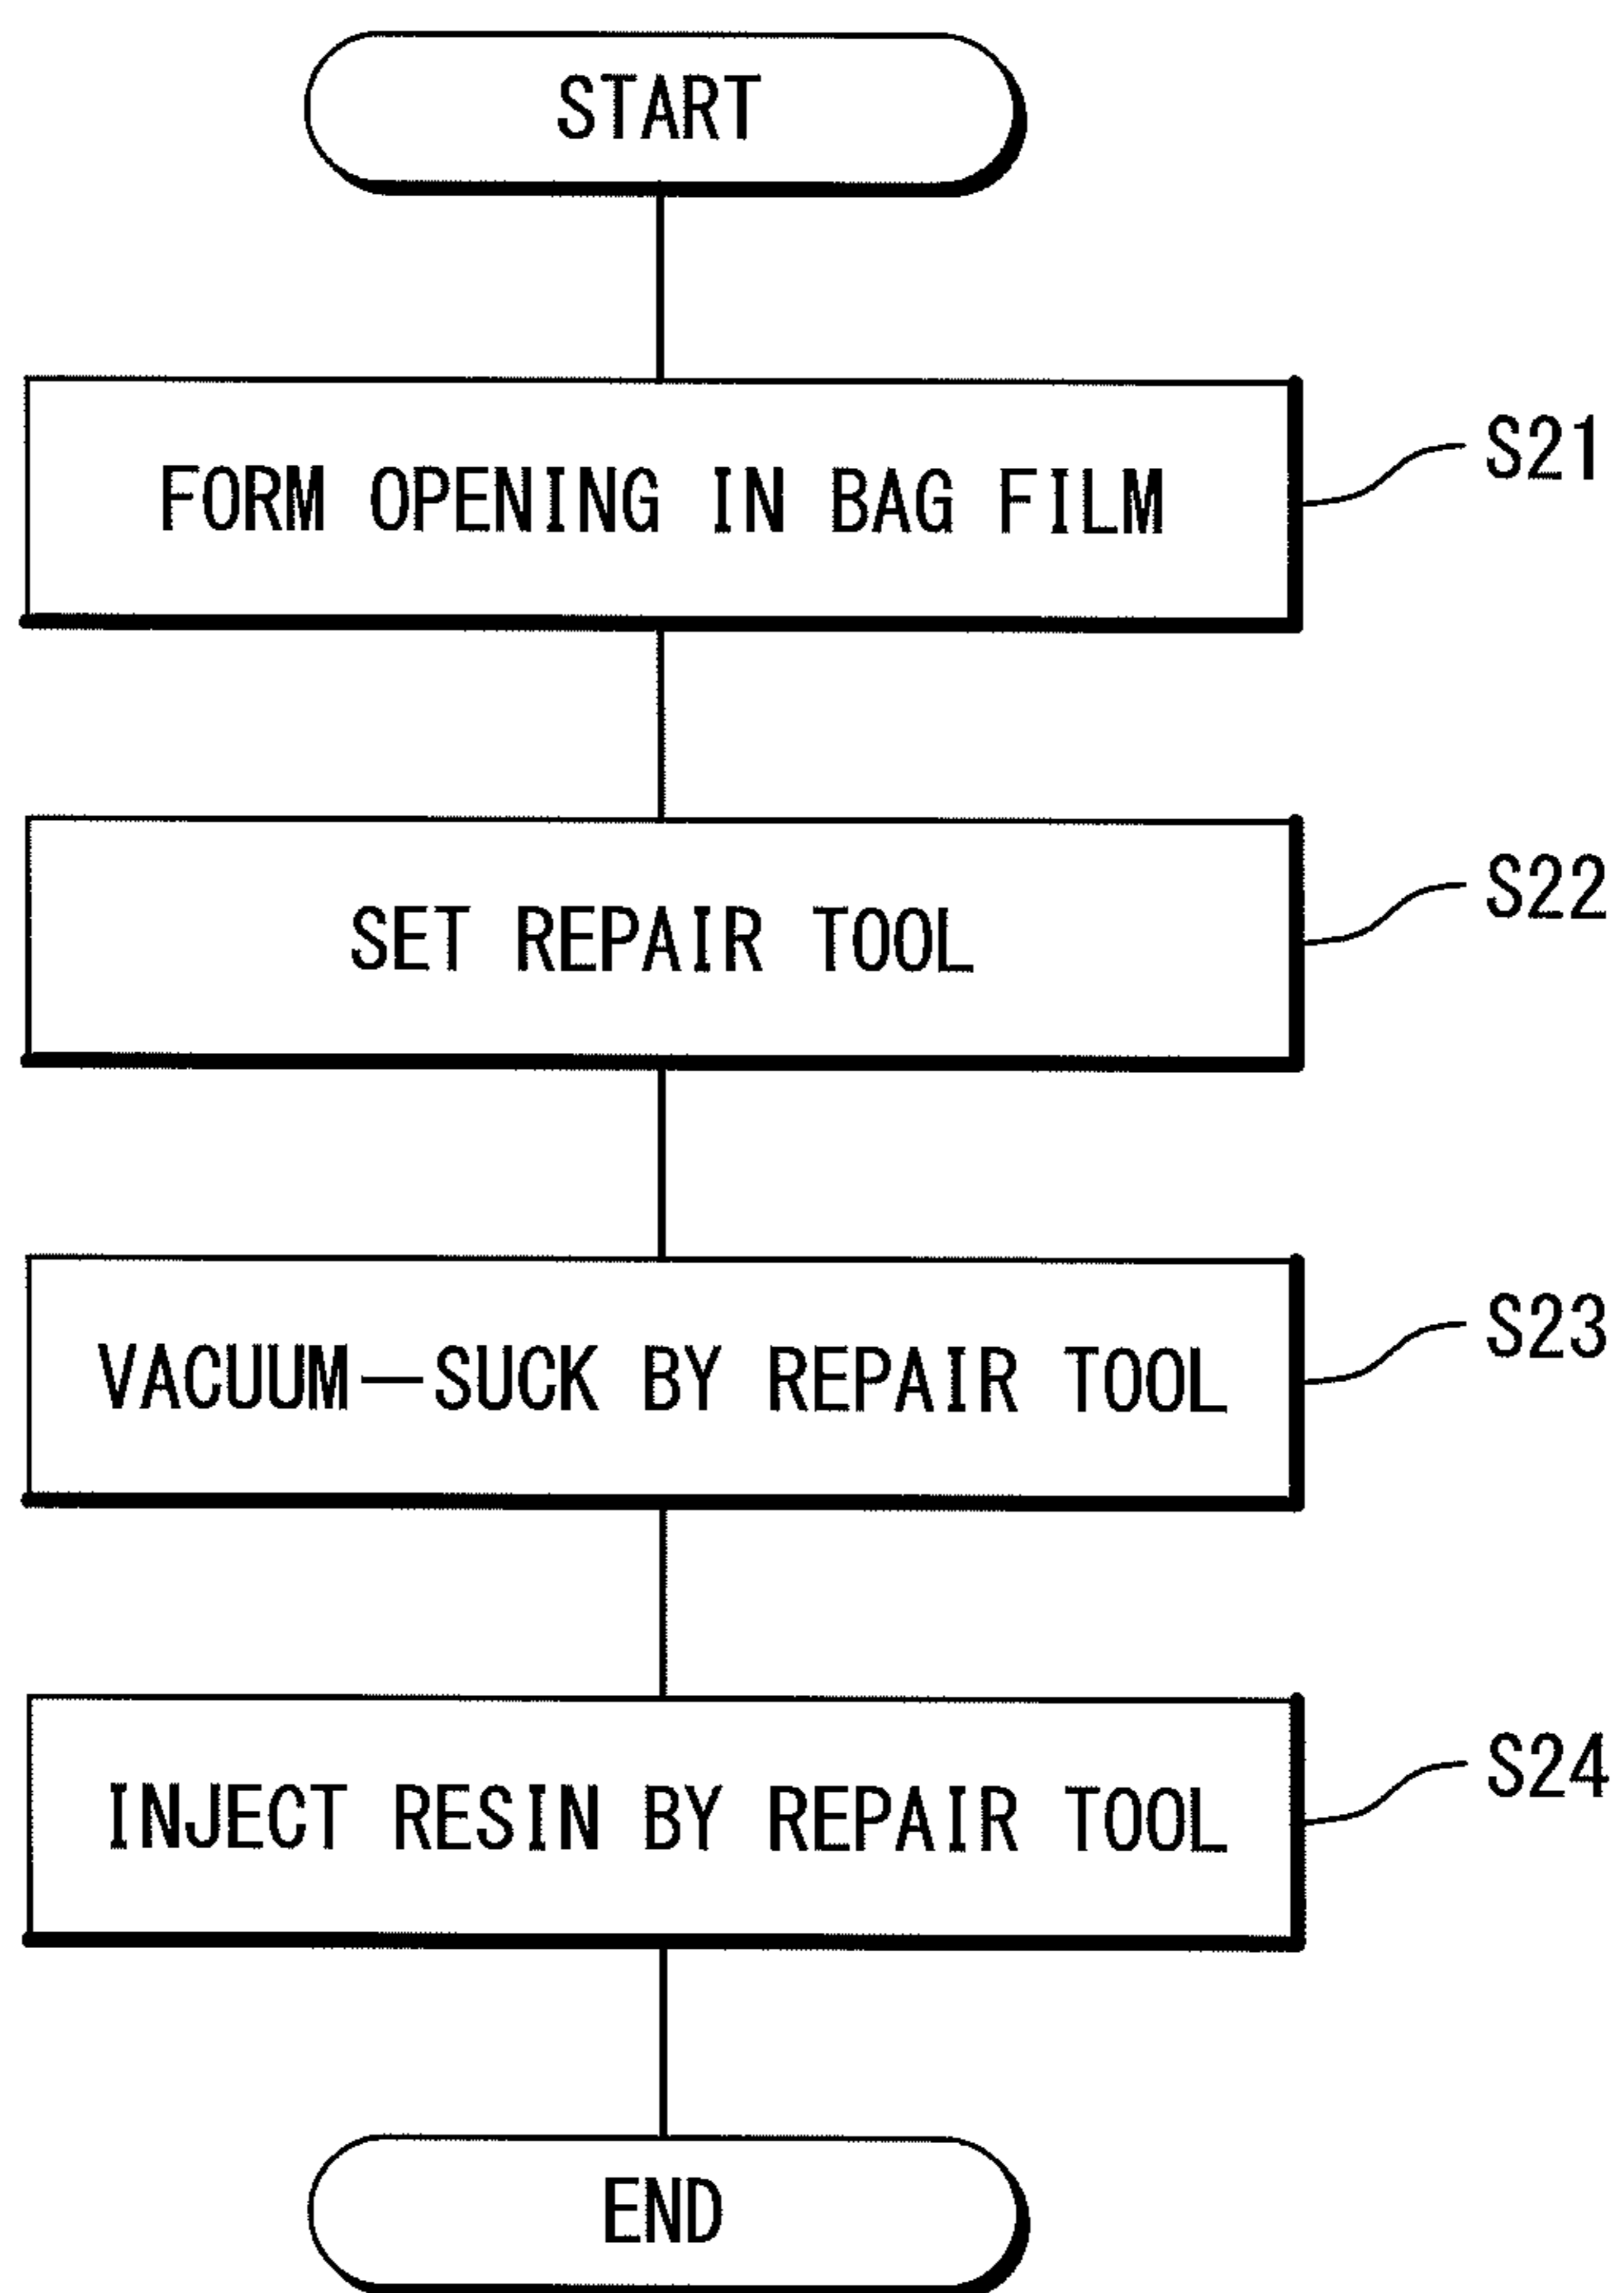 START
FORM OPENING IN BAG FILM
S21
SET REPAIR TOOL
S22
VACUUM—SUCK BY REPAIR TOOL
S23
INJECT RESIN BY REPAIR TOOL
S24
END